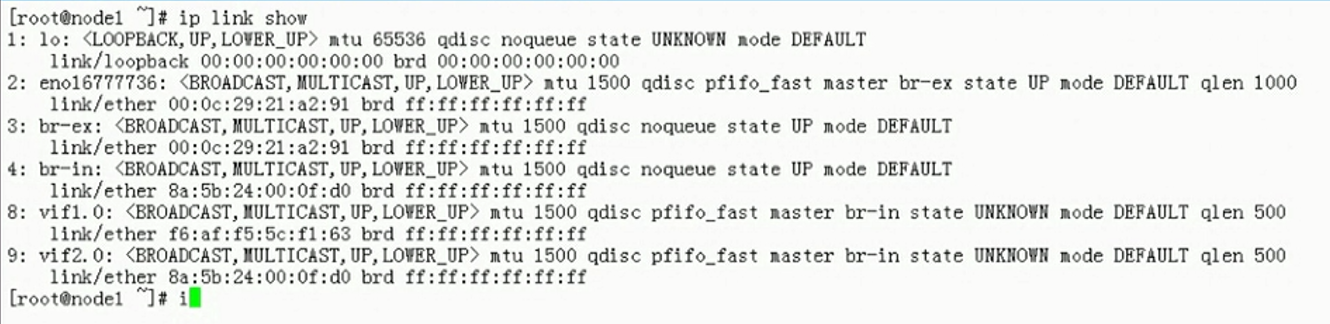 [root@node1 ~]# ip link show
1: lo: <LOOPBACK,UP,LOWER_UP> mtu 65536 qdisc noqueue state UNKNOWN mode DEFAULT
    link/loopback 00:00:00:00:00:00 brd 00:00:00:00:00:00
2: eno16777736: <BROADCAST,MULTICAST,UP,LOWER_UP> mtu 1500 qdisc pfifo_fast master br-ex state UP mode DEFAULT qlen 1000
    link/ether 00:0c:29:21:a2:91 brd ff:ff:ff:ff:ff:ff
3: br-ex: <BROADCAST,MULTICAST,UP,LOWER_UP> mtu 1500 qdisc noqueue state UP mode DEFAULT
    link/ether 00:0c:29:21:a2:91 brd ff:ff:ff:ff:ff:ff
4: br-in: <BROADCAST,MULTICAST,UP,LOWER_UP> mtu 1500 qdisc noqueue state UP mode DEFAULT
    link/ether 8a:5b:24:00:0f:d0 brd ff:ff:ff:ff:ff:ff
8: vif1.0: <BROADCAST,MULTICAST,UP,LOWER_UP> mtu 1500 qdisc pfifo_fast master br-in state UNKNOWN mode DEFAULT qlen 500
    link/ether f6:af:f5:5c:f1:63 brd ff:ff:ff:ff:ff:ff
9: vif2.0: <BROADCAST,MULTICAST,UP,LOWER_UP> mtu 1500 qdisc pfifo_fast master br-in state UNKNOWN mode DEFAULT qlen 500
    link/ether 8a:5b:24:00:0f:d0 brd ff:ff:ff:ff:ff:ff
[root@node1 ~]# i